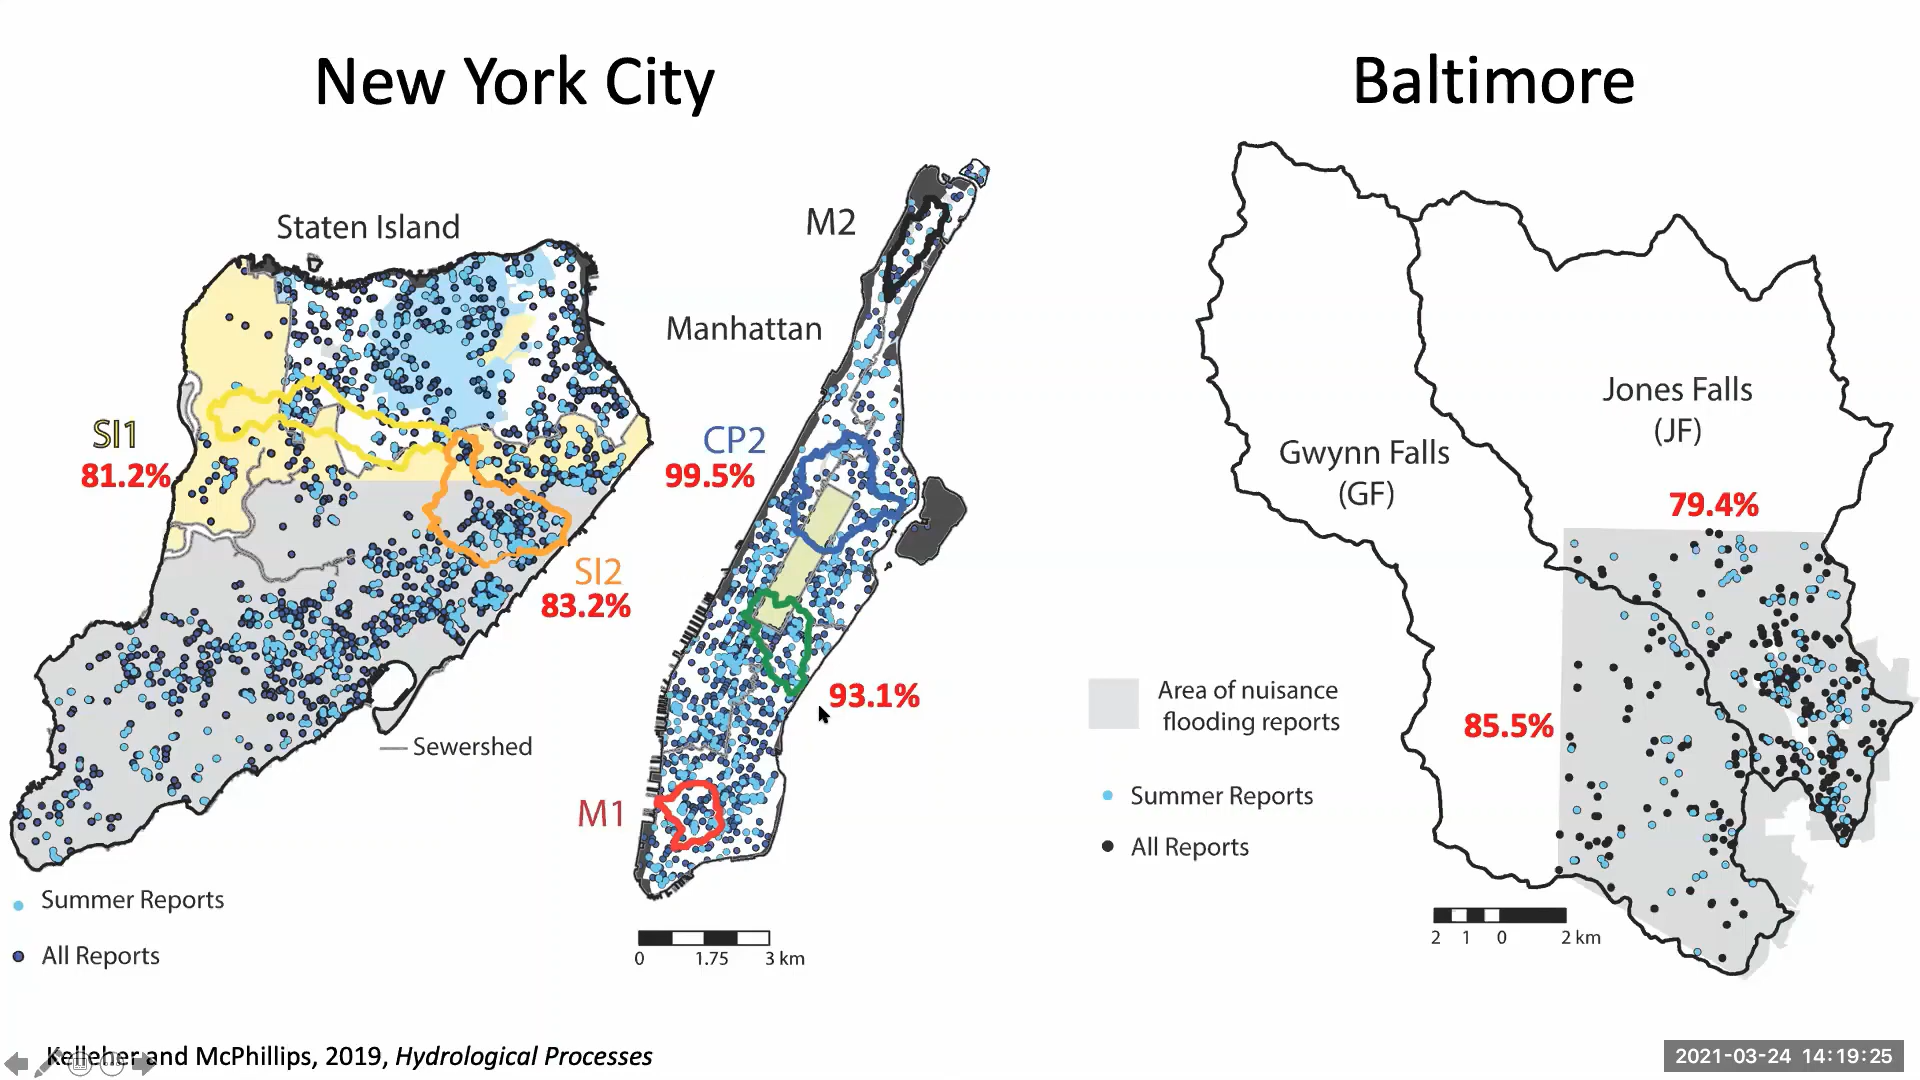 New York City
Baltimore
Staten Island
M2
Manhattan
SI1
81.2%
CP2
99.5%
SI2
83.2%
93.1%
M1
Sewershed
Summer Reports
All Reports
0 1.75 3 km
Gwynn Falls
(GF)
Jones Falls
(JF)
79.4%
85.5%
Area of nuisance
flooding reports
Summer Reports
All Reports
2 1 0 2 km
Kelleher and McPhillips, 2019, Hydrological Processes
2021-03-24 14:19:25